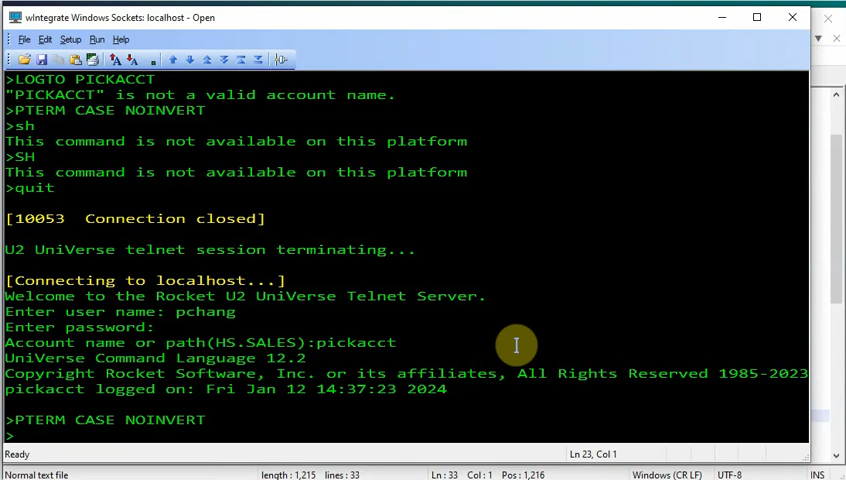 wIntegrate Windows Sockets: localhost - Open
File Edit Setup Run Help
>LOGTO PICKACCT
"PICKACCT" is not a valid account name.
>PTERM CASE NOINVERT
>sh
This command is not available on this platform
>SH
This command is not available on this platform
>quit
[10053  Connection closed]
U2 UniVerse telnet session terminating...
[Connecting to localhost...]
Welcome to the Rocket U2 UniVerse Telnet Server.
Enter user name: pchang
Enter password:
Account name or path(HS.SALES):pickacct
UniVerse Command Language 12.2
Copyright Rocket Software, Inc. or its affiliates, All Rights Reserved 1985-2023
pickacct logged on: Fri Jan 12 14:37:23 2024
>PTERM CASE NOINVERT
>
Ready Ln 23, Col 1
Normal text file length : 1,215 lines : 33 Ln : 33 Col : 1 Pos : 1,216 Windows (CR LF) UTF-8 INS